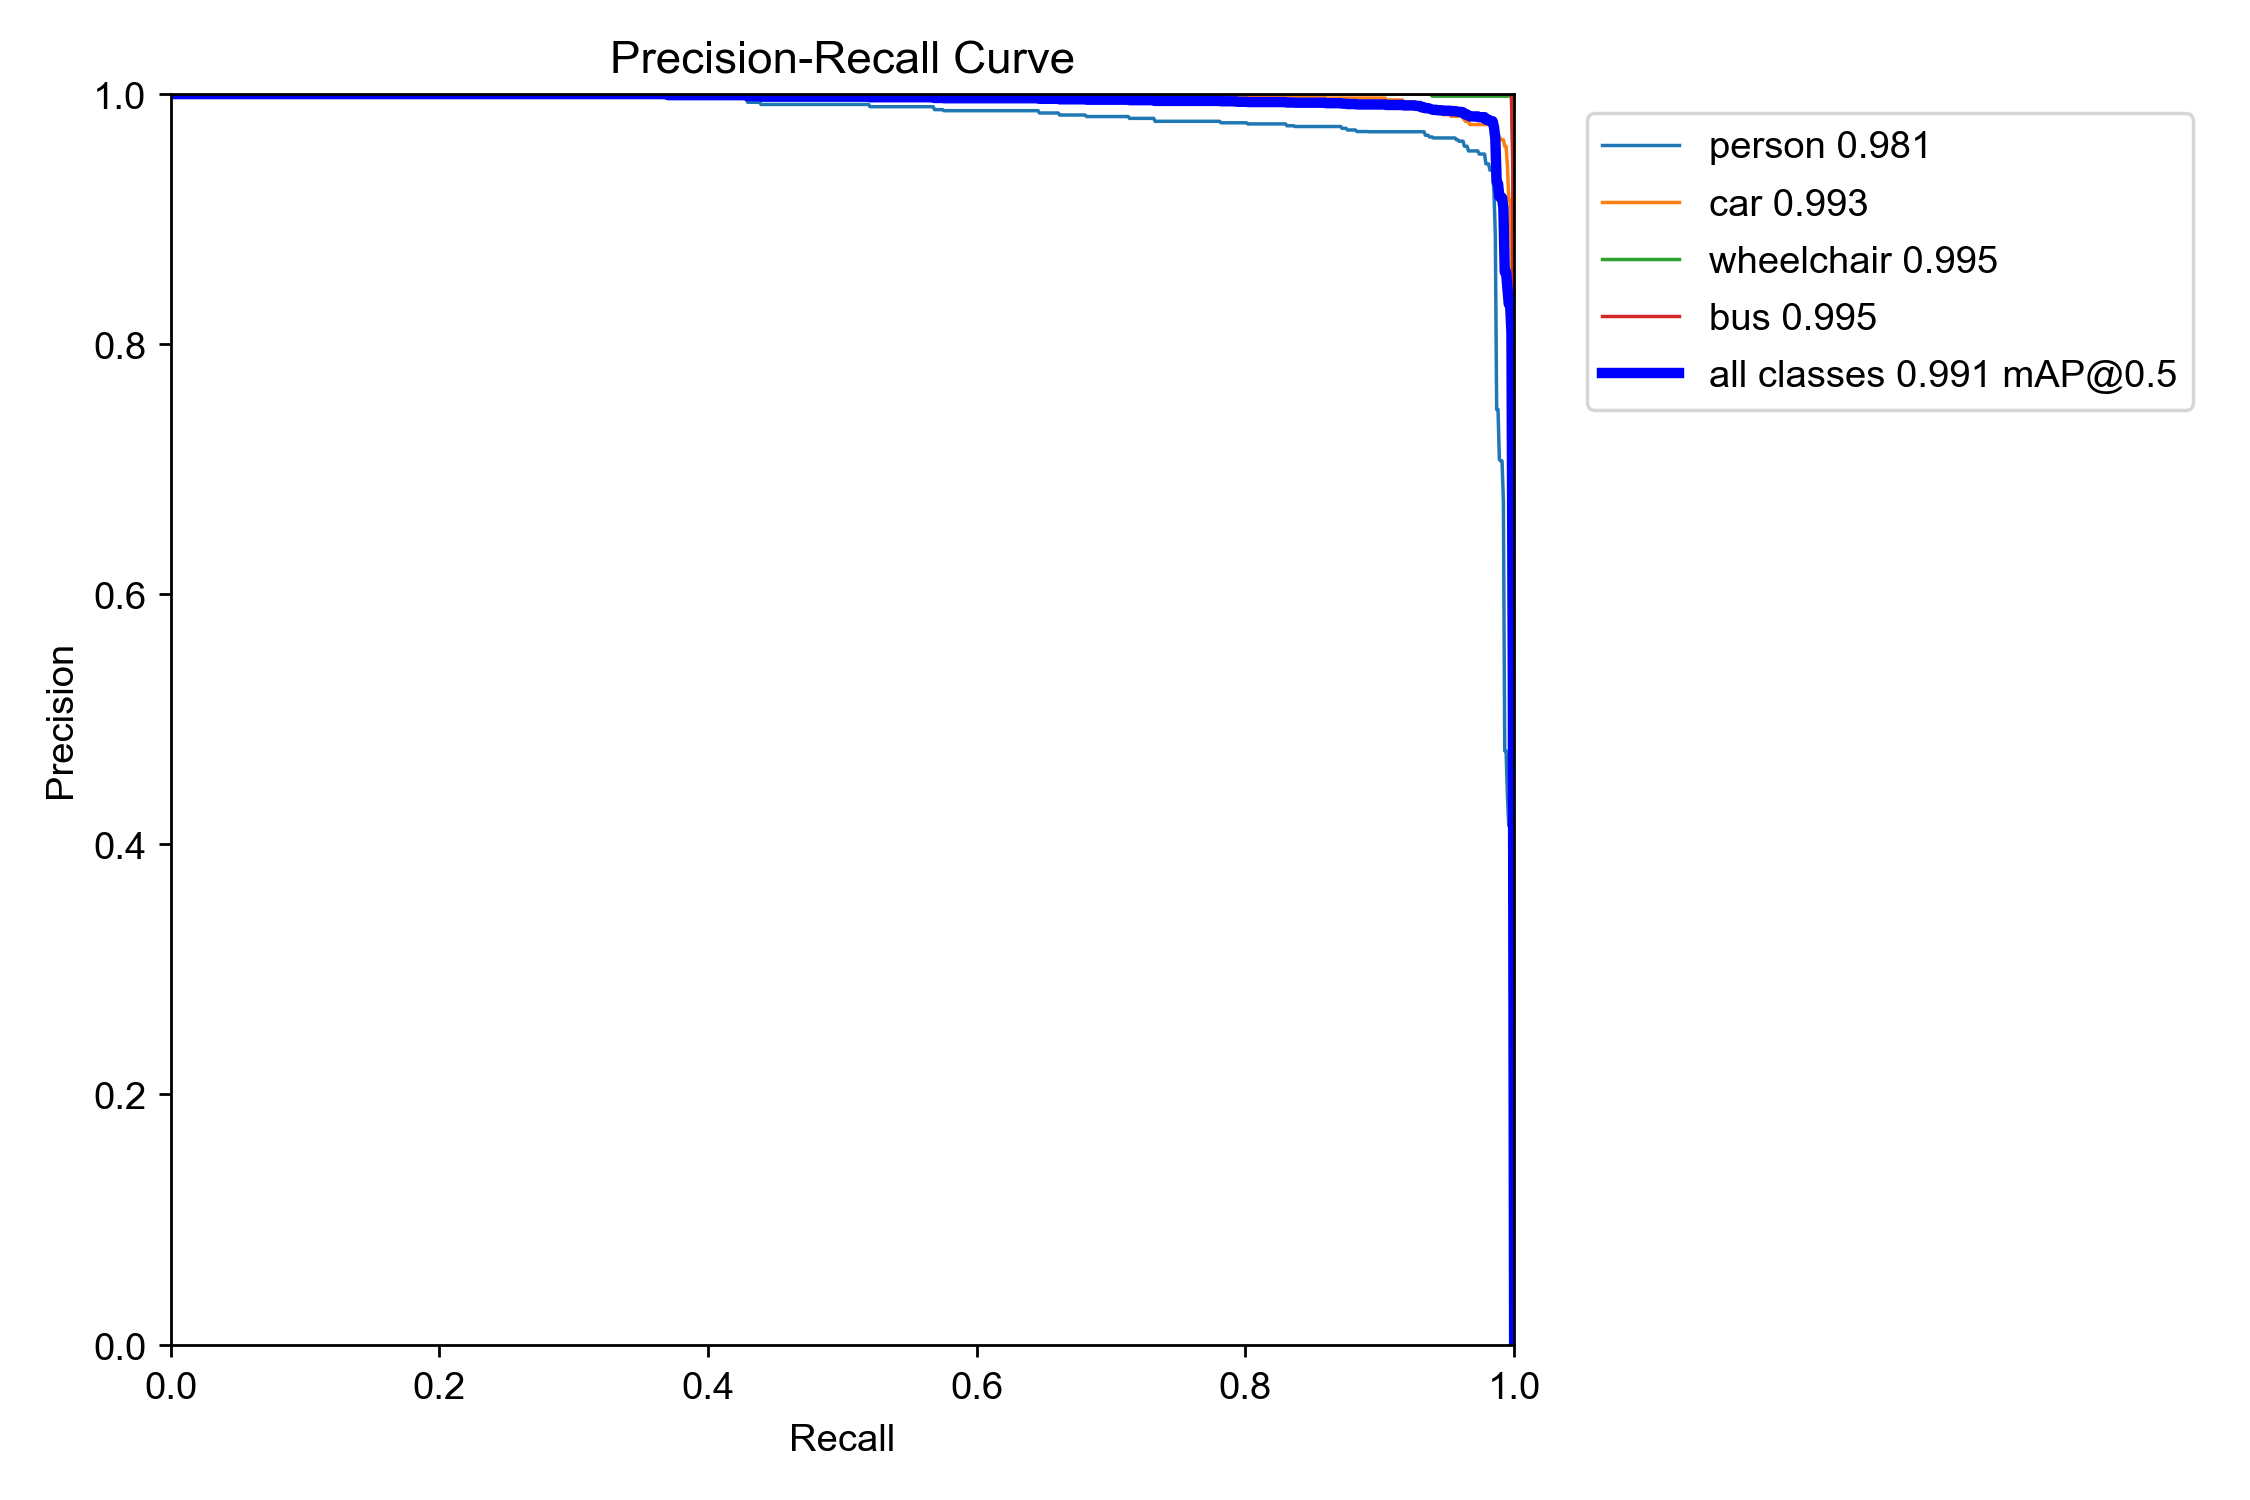 Precision-Recall Curve
1.0
0.8
0.6
0.4
0.2
0.0
Precision
0.0 0.2 0.4 0.6 0.8 1.0
Recall
person 0.981
car 0.993
wheelchair 0.995
bus 0.995
all classes 0.991 mAP@0.5